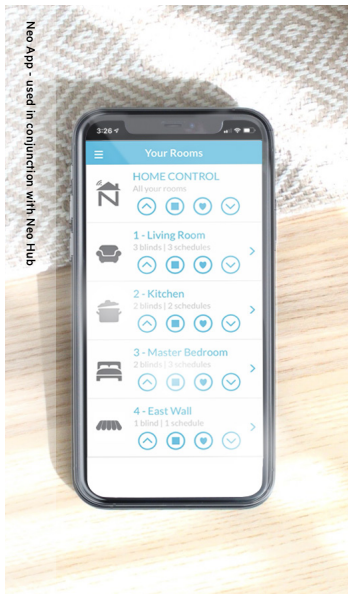 Neo App - used in conjunction with Neo Hub
3:26
Your Rooms
HOME CONTROL
All your rooms
1 - Living Room
3 blinds | 3 schedules
2 - Kitchen
2 blinds | 2 schedules
3 - Master Bedroom
2 blinds | 3 schedules
4 - East Wall
1 blind | 1 schedule